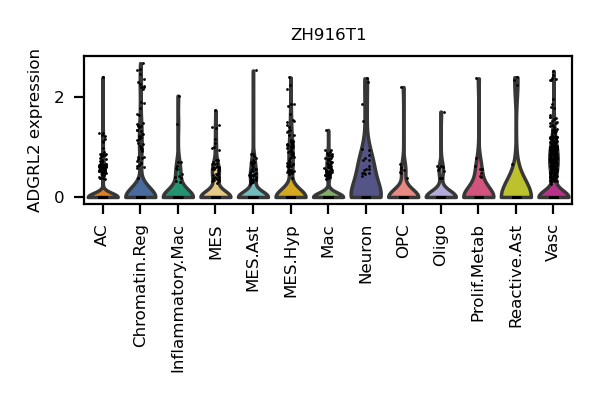 ZH916T1
ADGRL2 expression
2
0
AC
Chromatin.Reg
Inflammatory.Mac
MES
MES.Ast
MES.Hyp
Mac
Neuron
OPC
Oligo
Prolif.Metab
Reactive.Ast
Vasc